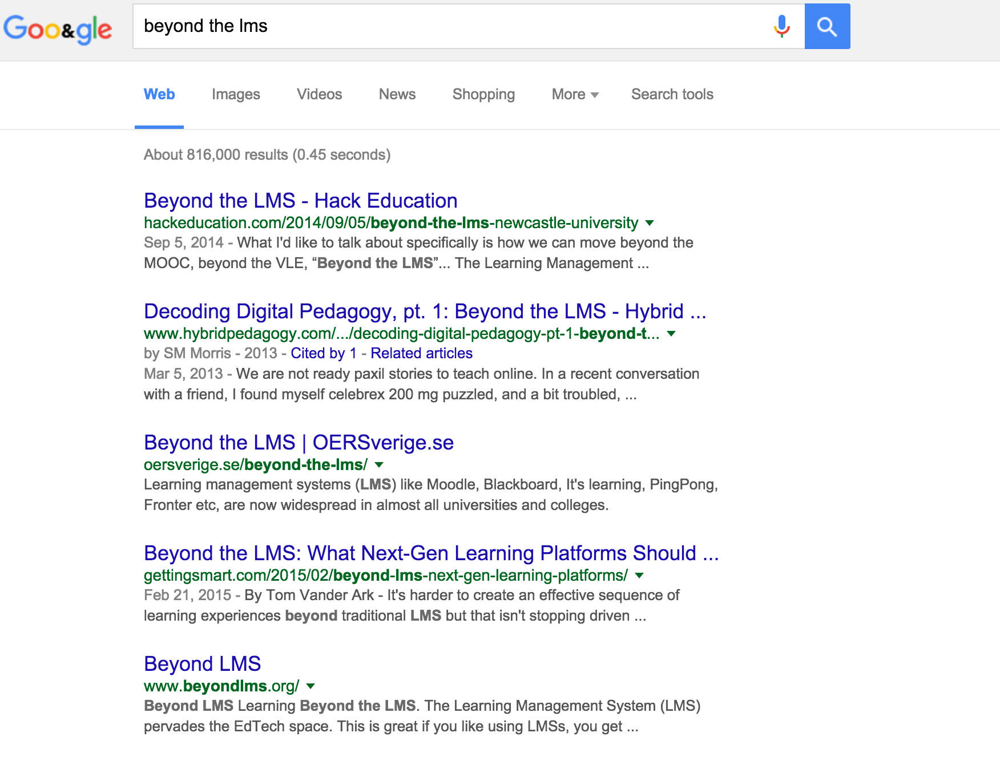 Goo&gle
beyond the lms
Web Images Videos News Shopping More Search tools
About 816,000 results (0.45 seconds)
Beyond the LMS - Hack Education
hackeducation.com/2014/09/05/beyond-the-lms-newcastle-university
Sep 5, 2014 - What I'd like to talk about specifically is how we can move beyond the
MOOC, beyond the VLE, “Beyond the LMS”... The Learning Management ...
Decoding Digital Pedagogy, pt. 1: Beyond the LMS - Hybrid ...
www.hybridpedagogy.com/.../decoding-digital-pedagogy-pt-1-beyond-t...
by SM Morris - 2013 - Cited by 1 - Related articles
Mar 5, 2013 - We are not ready paxil stories to teach online. In a recent conversation
with a friend, I found myself celebrex 200 mg puzzled, and a bit troubled, ...
Beyond the LMS | OERSverige.se
oersverige.se/beyond-the-lms/
Learning management systems (LMS) like Moodle, Blackboard, It's learning, PingPong,
Fronter etc, are now widespread in almost all universities and colleges.
Beyond the LMS: What Next-Gen Learning Platforms Should ...
gettingsmart.com/2015/02/beyond-lms-next-gen-learning-platforms/
Feb 21, 2015 - By Tom Vander Ark - It's harder to create an effective sequence of
learning experiences beyond traditional LMS but that isn't stopping driven ...
Beyond LMS
www.beyondlms.org/
Beyond LMS Learning Beyond the LMS. The Learning Management System (LMS)
pervades the EdTech space. This is great if you like using LMSs, you get ...